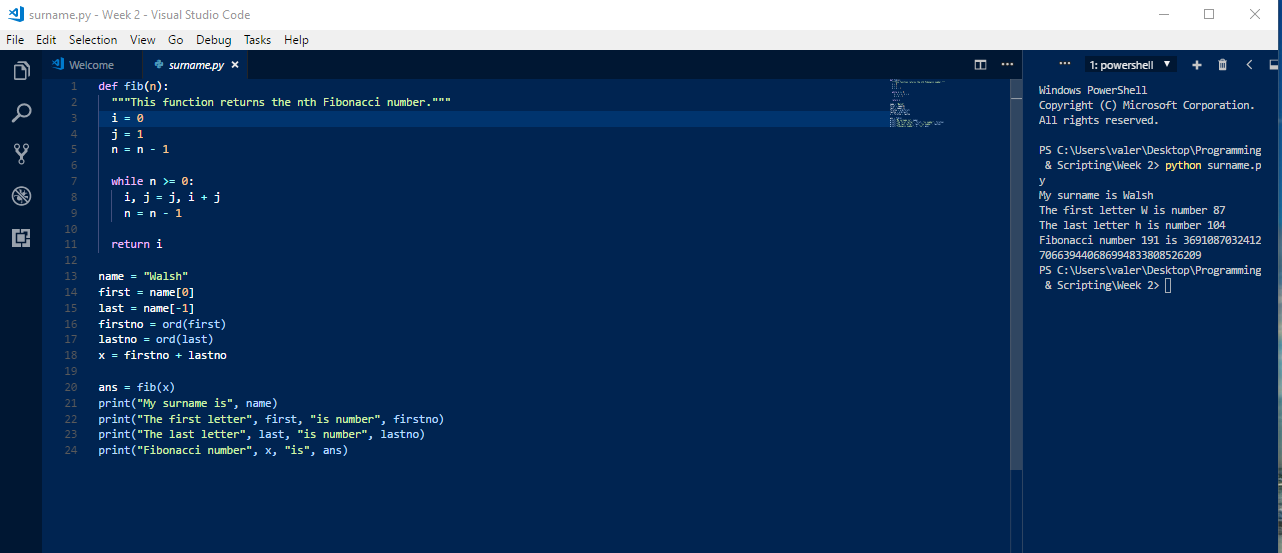 surname.py - Week 2 - Visual Studio Code
File Edit Selection View Go Debug Tasks Help
Welcome surname.py
1 def fib(n):
2 """This function returns the nth Fibonacci number."""
3 i = 0
4 j = 1
5 n = n - 1
6
7 while n >= 0:
8 i, j = j, i + j
9 n = n - 1
10
11 return i
12
13 name = "Walsh"
14 first = name[0]
15 last = name[-1]
16 firstno = ord(first)
17 lastno = ord(last)
18 x = firstno + lastno
19
20 ans = fib(x)
21 print("My surname is", name)
22 print("The first letter", first, "is number", firstno)
23 print("The last letter", last, "is number", lastno)
24 print("Fibonacci number", x, "is", ans)
1: powershell
Windows PowerShell
Copyright (C) Microsoft Corporation.
All rights reserved.
PS C:\Users\valer\Desktop\Programming
& Scripting\Week 2> python surname.p
y
My surname is Walsh
The first letter W is number 87
The last letter h is number 104
Fibonacci number 191 is 3691087032412
706639440686994833808526209
PS C:\Users\valer\Desktop\Programming
& Scripting\Week 2>